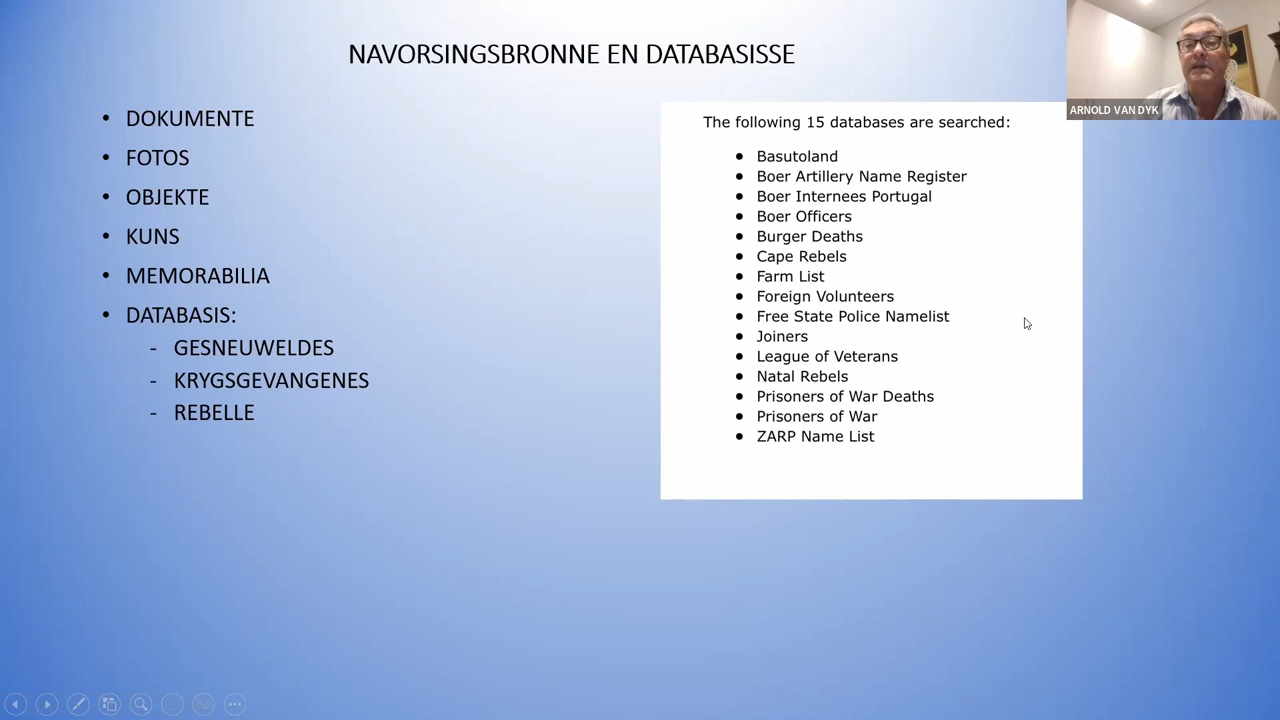 NAVORSINGSBRONNE EN DATABASISSE
• DOKUMENTE
• FOTOS
• OBJEKTE
• KUNS
• MEMORABILIA
• DATABASIS:
- GESNEUWELDES
- KRYGSGEVANGENES
- REBELLE
The following 15 databases are searched:
• Basutoland
• Boer Artillery Name Register
• Boer Internees Portugal
• Boer Officers
• Burger Deaths
• Cape Rebels
• Farm List
• Foreign Volunteers
• Free State Police Namelist
• Joiners
• League of Veterans
• Natal Rebels
• Prisoners of War Deaths
• Prisoners of War
• ZARP Name List
ARNOLD VAN DYK